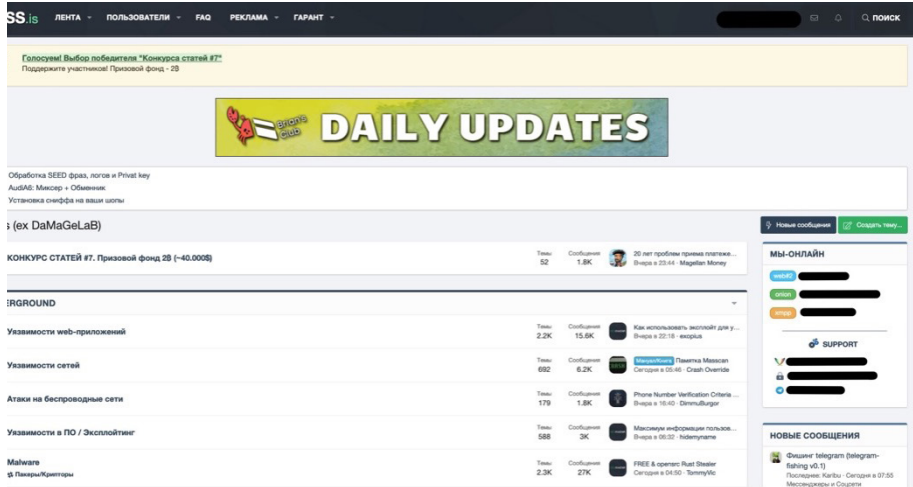 SS.is
ЛЕНТА
ПОЛЬЗОВАТЕЛИ
FAQ
РЕКЛАМА
ГАРАНТ
ПОИСК
Голосуем! Выбор победителя "Конкурса статей #7"
Поддержите участников! Призовой фонд - 2В
Brian's
Club
DAILY UPDATES
Обработка SEED фраз, логов и Privat key
AudiA6: Миксер + Обменник
Установка сниффа на ваши шопы
s (ex DaMaGeLaB)
Новые сообщения
Создать тему...
КОНКУРС СТАТЕЙ #7. Призовой фонд 2В (~40.000$)
Темы
52
Сообщения
1.8K
20 лет проблем приема платеже...
Вчера в 23:44 · Magellan Money
ERGROUND
Уязвимости web-приложений
Темы
2.2K
Сообщения
15.6K
Как использовать эксплойт для у...
Вчера в 22:18 · exopius
Уязвимости сетей
Темы
692
Сообщения
6.2K
Памятка Masscan
Сегодня в 05:46 · Crash Override
Атаки на беспроводные сети
Темы
179
Сообщения
1.8K
Phone Number Verification Criteria ...
Вчера в 16:40 · DimmuBurgor
Уязвимости в ПО / Эксплойтинг
Темы
588
Сообщения
3K
Максимум информации пользов...
Вчера в 06:32 · hidemyname
Malware
Пакеры/Крипторы
Темы
2.3K
Сообщения
27K
FREE & opensrc Rust Stealer
Сегодня в 04:50 · TommyVic
МЫ-ОНЛАЙН
web#2
onion
xmpp
SUPPORT
НОВЫЕ СООБЩЕНИЯ
Фишинг telegram (telegram-
fishing v0.1)
Последнее: Karibu · Сегодня в 07:55
Мессенджеры и Соцсети